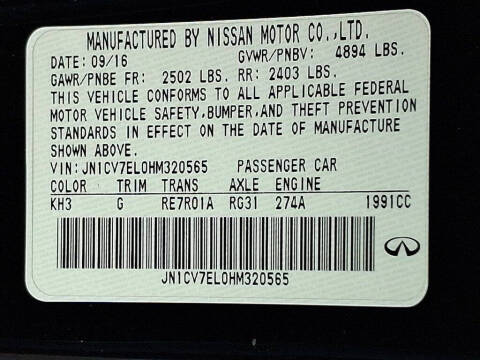 MANUFACTURED BY NISSAN MOTOR CO.,LTD.
DATE: 09/16 GVWR/PNBV: 4894 LBS.
GAWR/PNBE FR: 2502 LBS. RR: 2403 LBS.
THIS VEHICLE CONFORMS TO ALL APPLICABLE FEDERAL
MOTOR VEHICLE SAFETY,BUMPER,AND THEFT PREVENTION
STANDARDS IN EFFECT ON THE DATE OF MANUFACTURE
SHOWN ABOVE.
VIN: JN1CV7EL0HM320565 PASSENGER CAR
COLOR TRIM TRANS AXLE ENGINE
KH3 G RE7R01A RG31 274A 1991CC
JN1CV7EL0HM320565